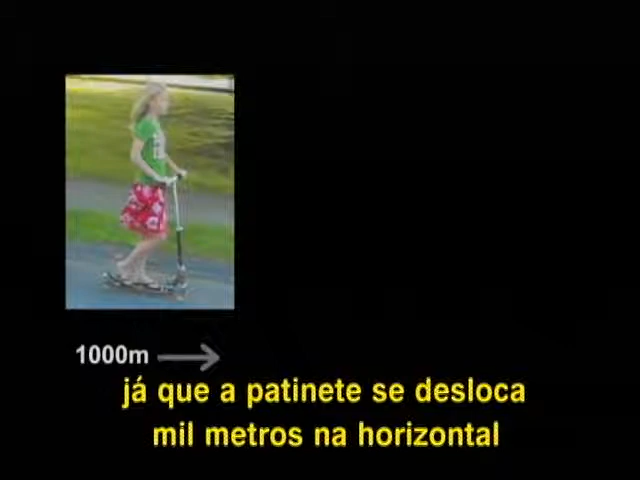 1000m
já que a patinete se desloca
mil metros na horizontal